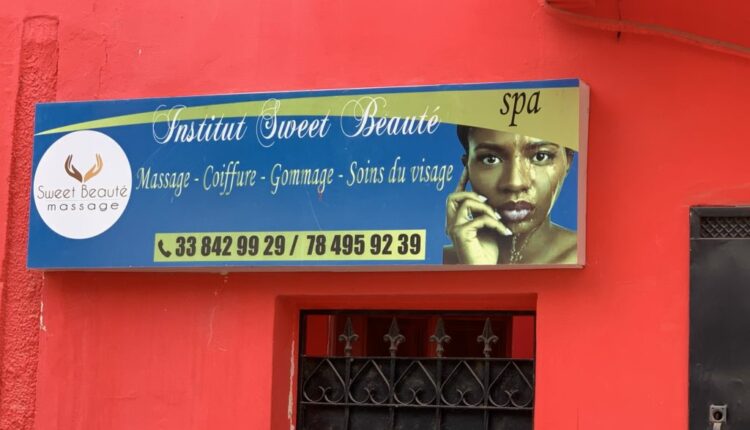 Institut Sweet Beauté
spa
Massage - Coiffure - Gommage - Soins du visage
Sweet Beauté
massage
33 842 99 29 / 78 495 92 39